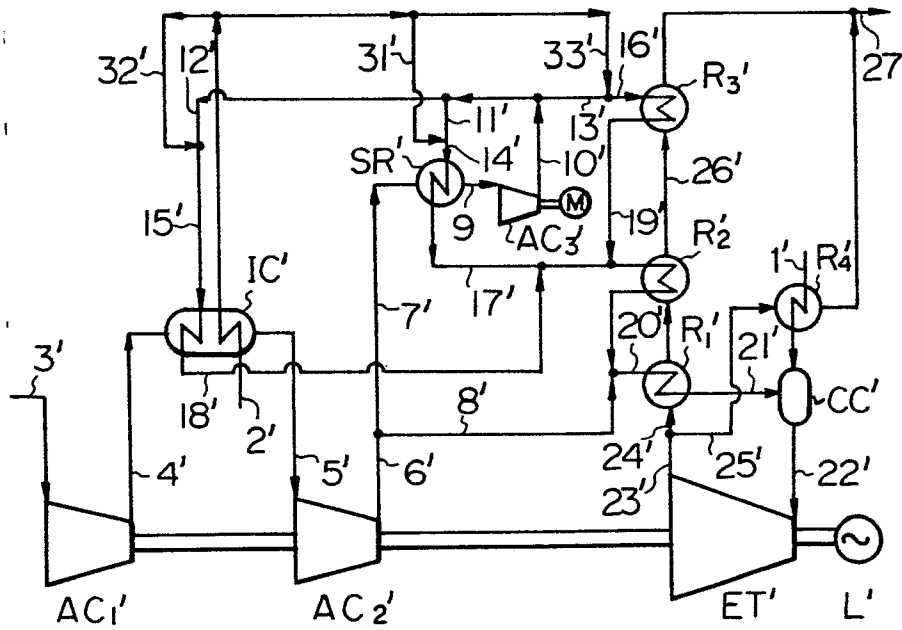 32' 12' 31' 33' 16' R3' 27
11' 13'
SR' 14' 10' 26'
M
9 AC3' 19' R2'
15' 1' R4'
IC' 17'
7' 20' R1' 21'
3' 8' CC'
18' 2'
4' 5' 6' 24' 25' 22'
23'
~
AC1' AC2' ET' L'